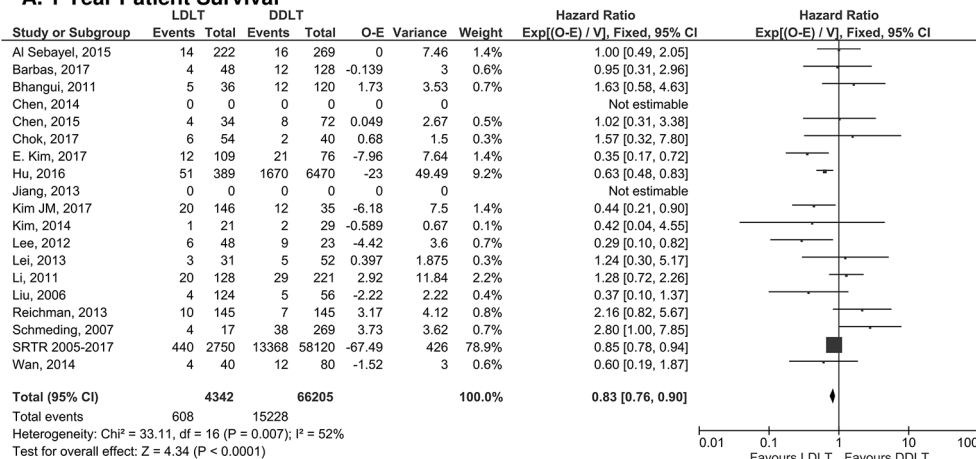 A. 1 Year Patient Survival
LDLT DDLT Hazard Ratio Hazard Ratio
Study or Subgroup Events Total Events Total O-E Variance Weight Exp[(O-E) / V], Fixed, 95% CI Exp[(O-E) / V], Fixed, 95% CI
Al Sebayel, 2015 14 222 16 269 0 7.46 1.4% 1.00 [0.49, 2.05]
Barbas, 2017 4 48 12 128 -0.139 3 0.6% 0.95 [0.31, 2.96]
Bhangui, 2011 5 36 12 120 1.73 3.53 0.7% 1.63 [0.58, 4.63]
Chen, 2014 0 0 0 0 0 0 Not estimable
Chen, 2015 4 34 8 72 0.049 2.67 0.5% 1.02 [0.31, 3.38]
Chok, 2017 6 54 2 40 0.68 1.5 0.3% 1.57 [0.32, 7.80]
E. Kim, 2017 12 109 21 76 -7.96 7.64 1.4% 0.35 [0.17, 0.72]
Hu, 2016 51 389 1670 6470 -23 49.49 9.2% 0.63 [0.48, 0.83]
Jiang, 2013 0 0 0 0 0 0 Not estimable
Kim JM, 2017 20 146 12 35 -6.18 7.5 1.4% 0.44 [0.21, 0.90]
Kim, 2014 1 21 2 29 -0.589 0.67 0.1% 0.42 [0.04, 4.55]
Lee, 2012 6 48 9 23 -4.42 3.6 0.7% 0.29 [0.10, 0.82]
Lei, 2013 3 31 5 52 0.397 1.875 0.3% 1.24 [0.30, 5.17]
Li, 2011 20 128 29 221 2.92 11.84 2.2% 1.28 [0.72, 2.26]
Liu, 2006 4 124 5 56 -2.22 2.22 0.4% 0.37 [0.10, 1.37]
Reichman, 2013 10 145 7 145 3.17 4.12 0.8% 2.16 [0.82, 5.67]
Schmeding, 2007 4 17 38 269 3.73 3.62 0.7% 2.80 [1.00, 7.85]
SRTR 2005-2017 440 2750 13368 58120 -67.49 426 78.9% 0.85 [0.78, 0.94]
Wan, 2014 4 40 12 80 -1.52 3 0.6% 0.60 [0.19, 1.87]
Total (95% CI) 4342 66205 100.0% 0.83 [0.76, 0.90]
Total events 608 15228
Heterogeneity: Chi² = 33.11, df = 16 (P = 0.007); I² = 52%
Test for overall effect: Z = 4.34 (P < 0.0001)
0.01 0.1 1 10 100
Favours LDLT Favours DDLT